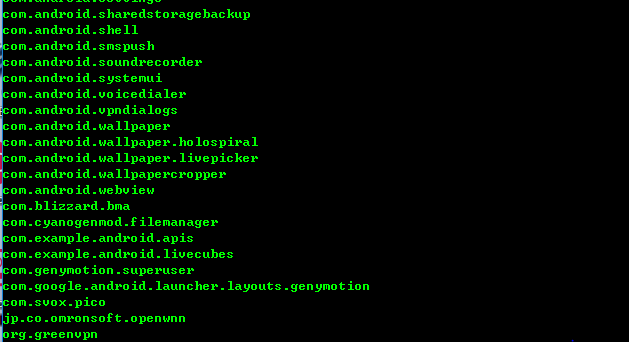 com.android.settings
com.android.sharedstoragebackup
com.android.shell
com.android.smspush
com.android.soundrecorder
com.android.systemui
com.android.voicedialer
com.android.vpndialogs
com.android.wallpaper
com.android.wallpaper.holospiral
com.android.wallpaper.livepicker
com.android.wallpapercropper
com.android.webview
com.blizzard.bma
com.cyanogenmod.filemanager
com.example.android.apis
com.example.android.livecubes
com.genymotion.superuser
com.google.android.launcher.layouts.genymotion
com.svox.pico
jp.co.omronsoft.openwnn
org.greenvpn